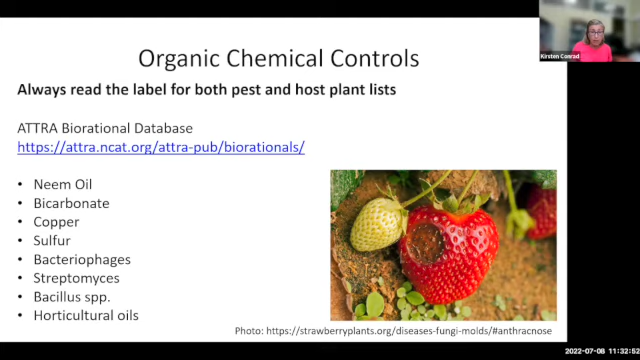 Organic Chemical Controls
Always read the label for both pest and host plant lists
ATTRA Biorational Database
https://attra.ncat.org/attra-pub/biorationals/
• Neem Oil
• Bicarbonate
• Copper
• Sulfur
• Bacteriophages
• Streptomyces
• Bacillus spp.
• Horticultural oils
Photo: https://strawberryplants.org/diseases-fungi-molds/#anthracnose
Kirsten Conrad
2022-07-08 11:32:52